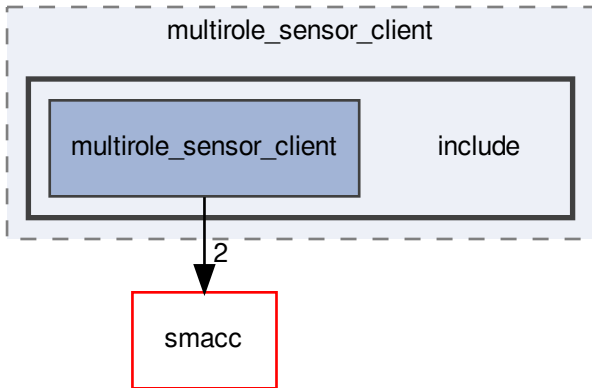 multirole_sensor_client
multirole_sensor_client include
2
smacc